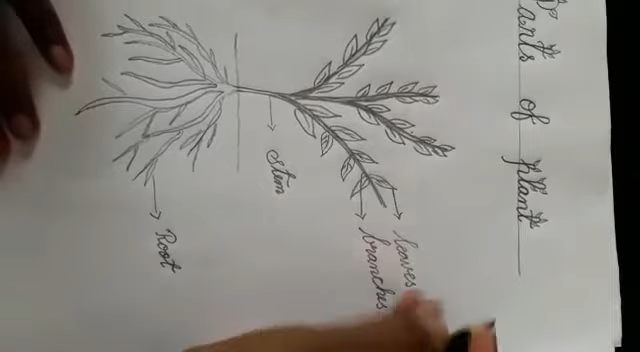 Parts of plant
leaves
branches
Stem
Root